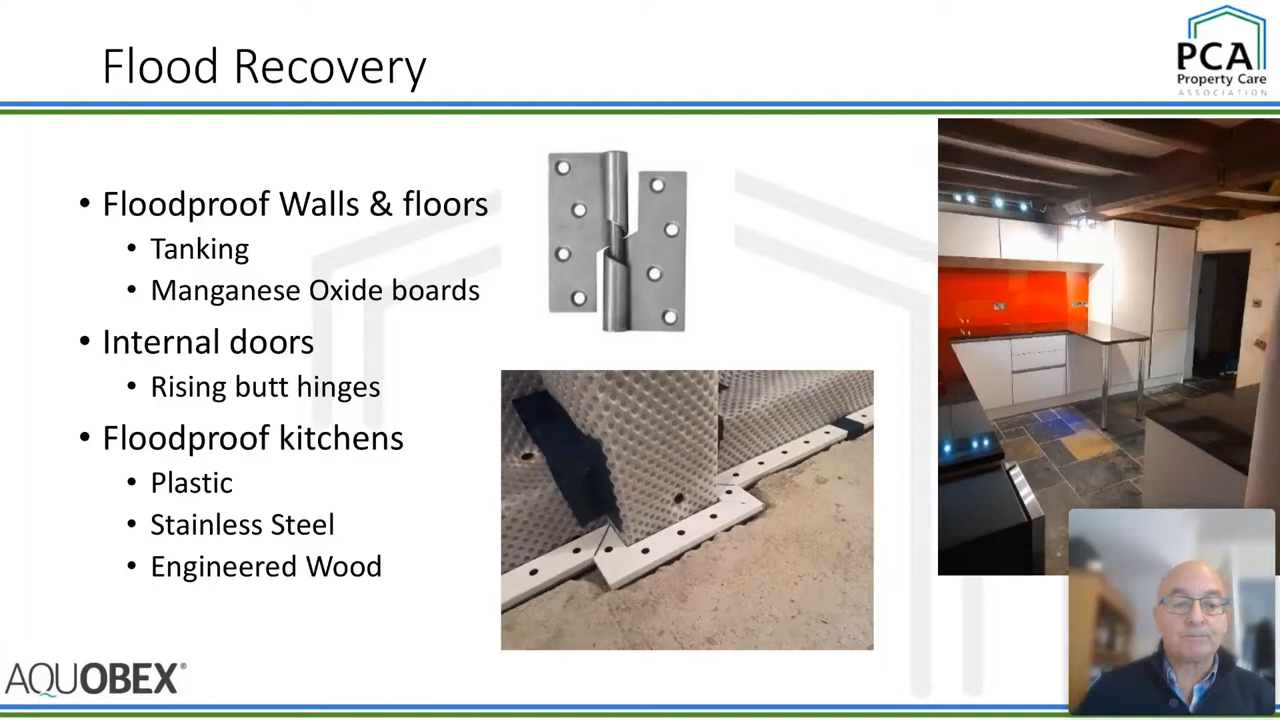 Flood Recovery
PCA
Property Care
ASSOCIATION
• Floodproof Walls & floors
• Tanking
• Manganese Oxide boards
• Internal doors
• Rising butt hinges
• Floodproof kitchens
• Plastic
• Stainless Steel
• Engineered Wood
AQUOBEX®